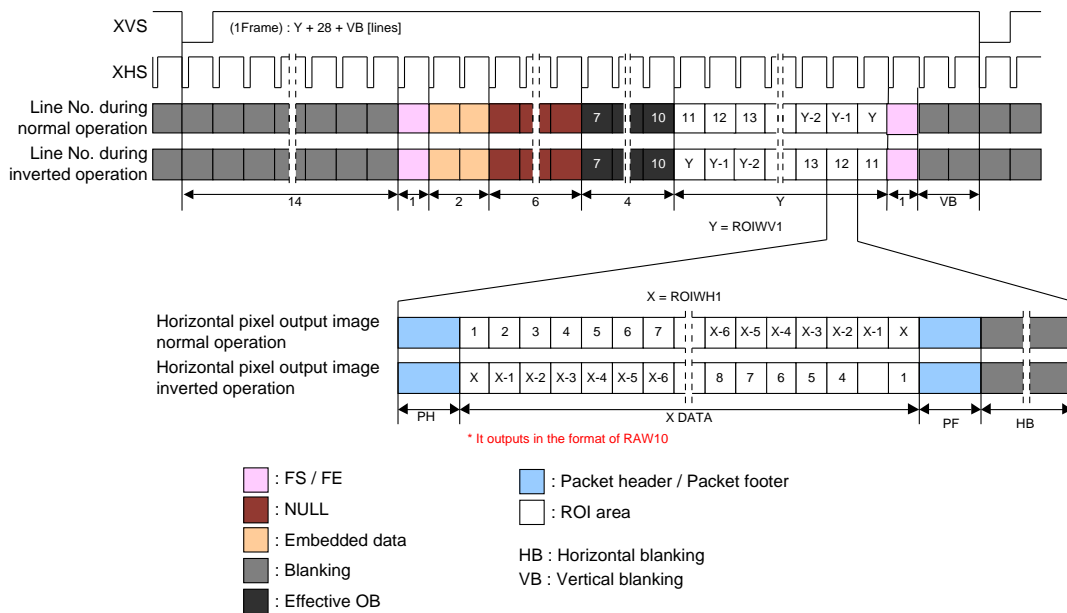 XVS
(1Frame) : Y + 28 + VB [lines]
XHS
Line No. during
normal operation
7 10 11 12 13 Y-2 Y-1 Y
Line No. during
inverted operation
7 10 Y Y-1 Y-2 13 12 11
14 1 2 6 4 Y 1 VB
Y = ROIWV1
X = ROIWH1
Horizontal pixel output image
normal operation
1 2 3 4 5 6 7 X-6 X-5 X-4 X-3 X-2 X-1 X
Horizontal pixel output image
inverted operation
X X-1 X-2 X-3 X-4 X-5 X-6 8 7 6 5 4 1
PH X DATA PF HB
* It outputs in the format of RAW10
: FS / FE
: NULL
: Embedded data
: Blanking
: Effective OB
: Packet header / Packet footer
: ROI area
HB : Horizontal blanking
VB : Vertical blanking